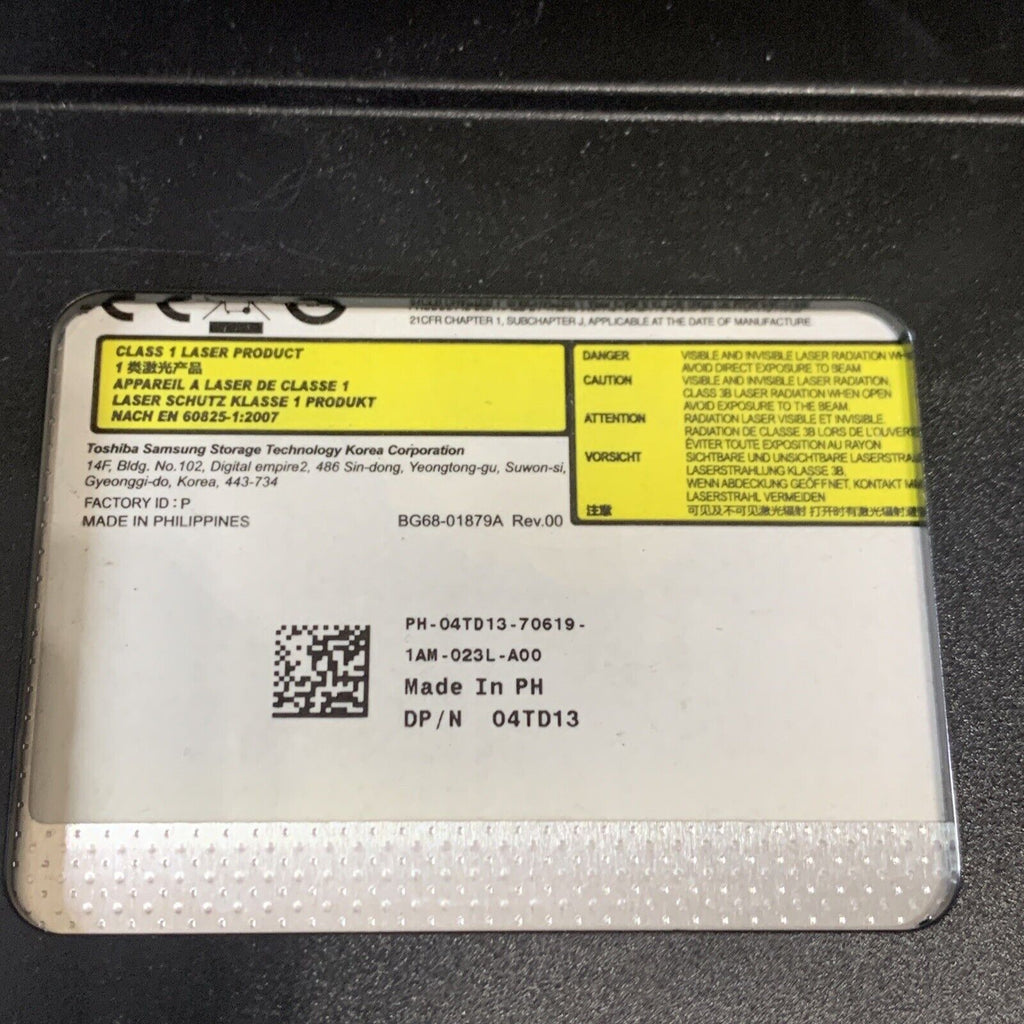 21CFR CHAPTER 1, SUBCHAPTER J, APPLICABLE AT THE DATE OF MANUFACTURE
CLASS 1 LASER PRODUCT
1 类激光产品
APPAREIL A LASER DE CLASSE 1
LASER SCHUTZ KLASSE 1 PRODUKT
NACH EN 60825-1:2007
DANGER VISIBLE AND INVISIBLE LASER RADIATION
AVOID DIRECT EXPOSURE TO BEAM
CAUTION VISIBLE AND INVISIBLE LASER RADIATION,
CLASS 3B LASER RADIATION WHEN OPEN
AVOID EXPOSURE TO THE BEAM.
ATTENTION RADIATION LASER VISIBLE ET INVISIBLE.
RADIATION DE CLASSE 3B LORS DE
ÉVITER TOUTE EXPOSITION AU RAYON
VORSICHT SICHTBARE UND UNSICHTBARE
LASERSTRAHLUNG KLASSE 3B,
WENN ABDECKUNG GEÖFFNET, KONTAKT
LASERSTRAHL VERMEIDEN
注意 可见及不可见激光辐射 打开时有激光辐射
Toshiba Samsung Storage Technology Korea Corporation
14F, Bldg. No.102, Digital empire2, 486 Sin-dong, Yeongtong-gu, Suwon-si,
Gyeonggi-do, Korea, 443-734
FACTORY ID : P
MADE IN PHILIPPINES
BG68-01879A Rev.00
PH-04TD13-70619-
1AM-023L-A00
Made In PH
DP/N 04TD13